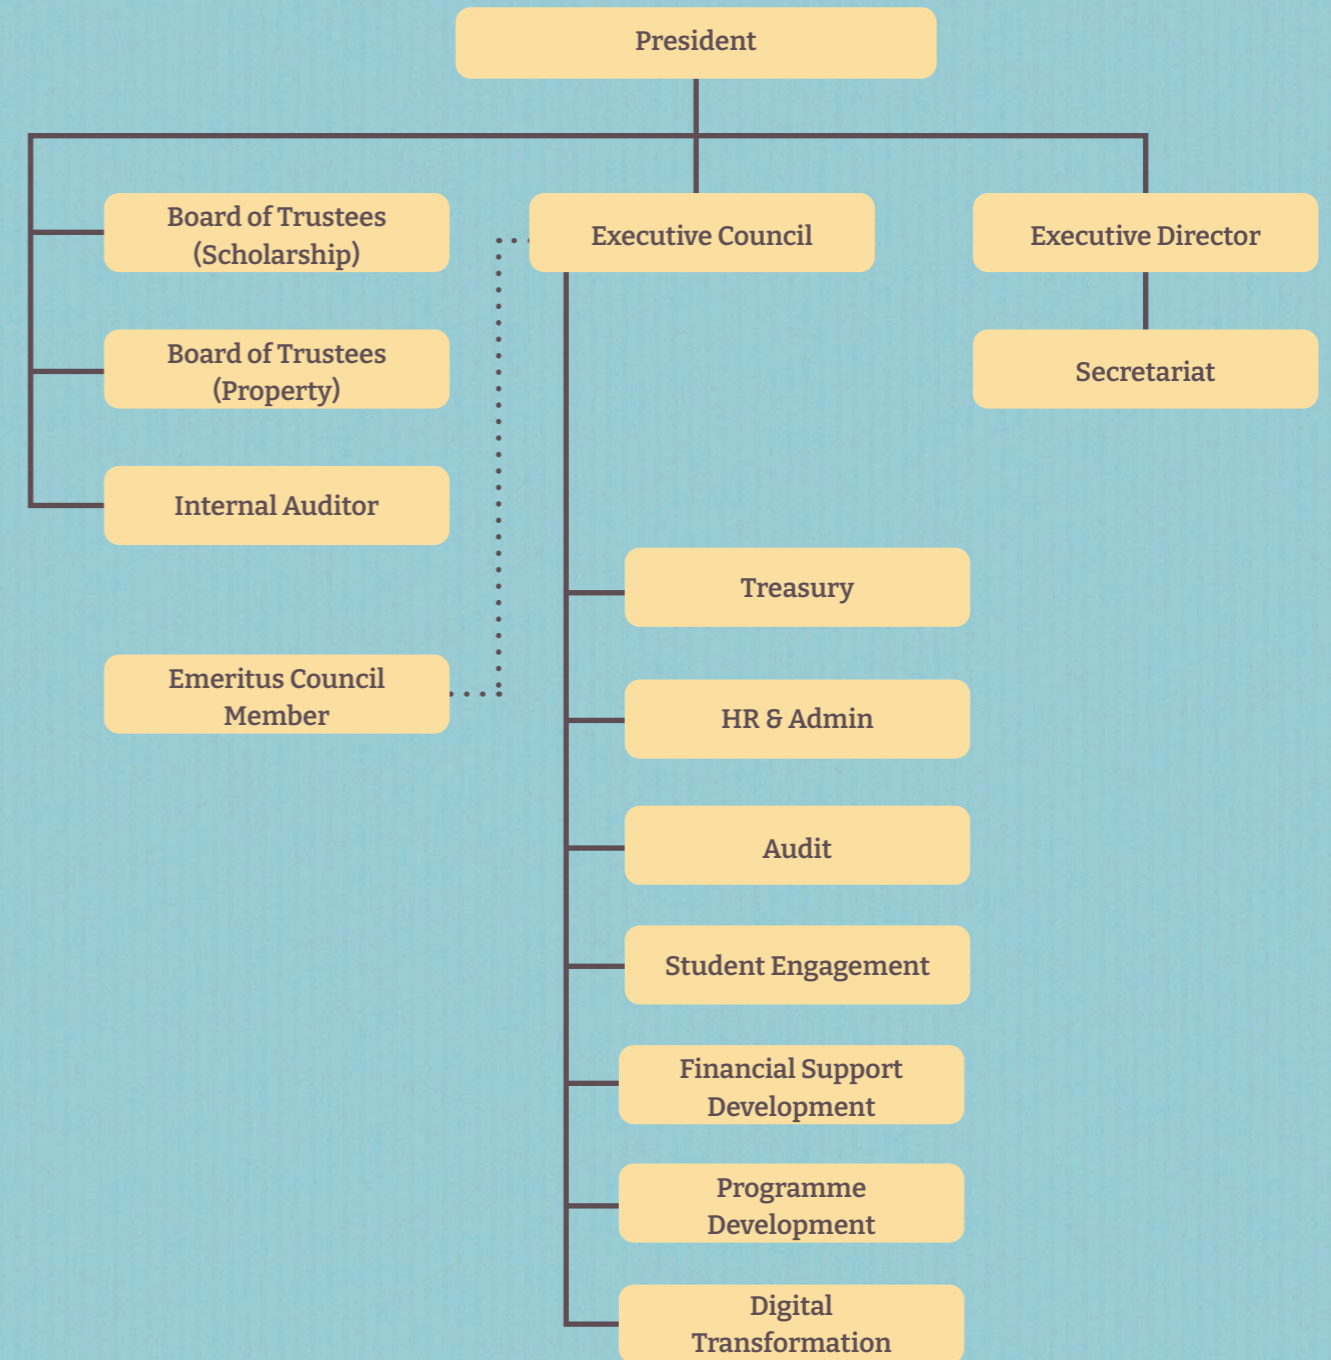 President
Board of Trustees
(Scholarship)
Executive Council
Executive Director
Board of Trustees
(Property)
Secretariat
Internal Auditor
Treasury
Emeritus Council
Member
HR & Admin
Audit
Student Engagement
Financial Support
Development
Programme
Development
Digital
Transformation